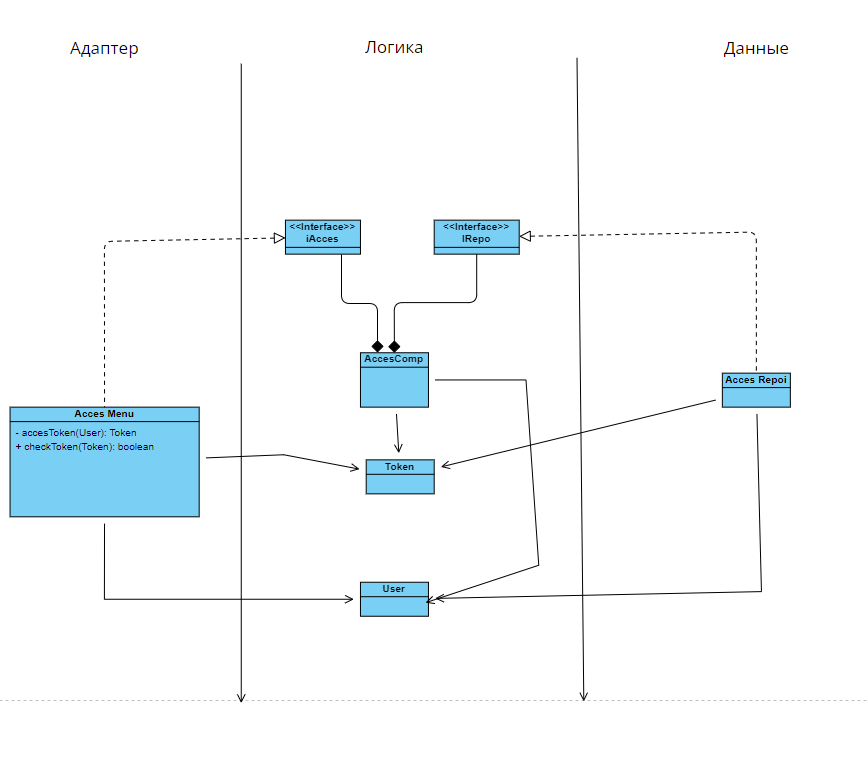 Адаптер
Логика
Данные
<<Interface>>
iAcces
<<Interface>>
IRepo
AccesComp
Acces Repoi
Acces Menu
- accesToken(User): Token
+ checkToken(Token): boolean
Token
User